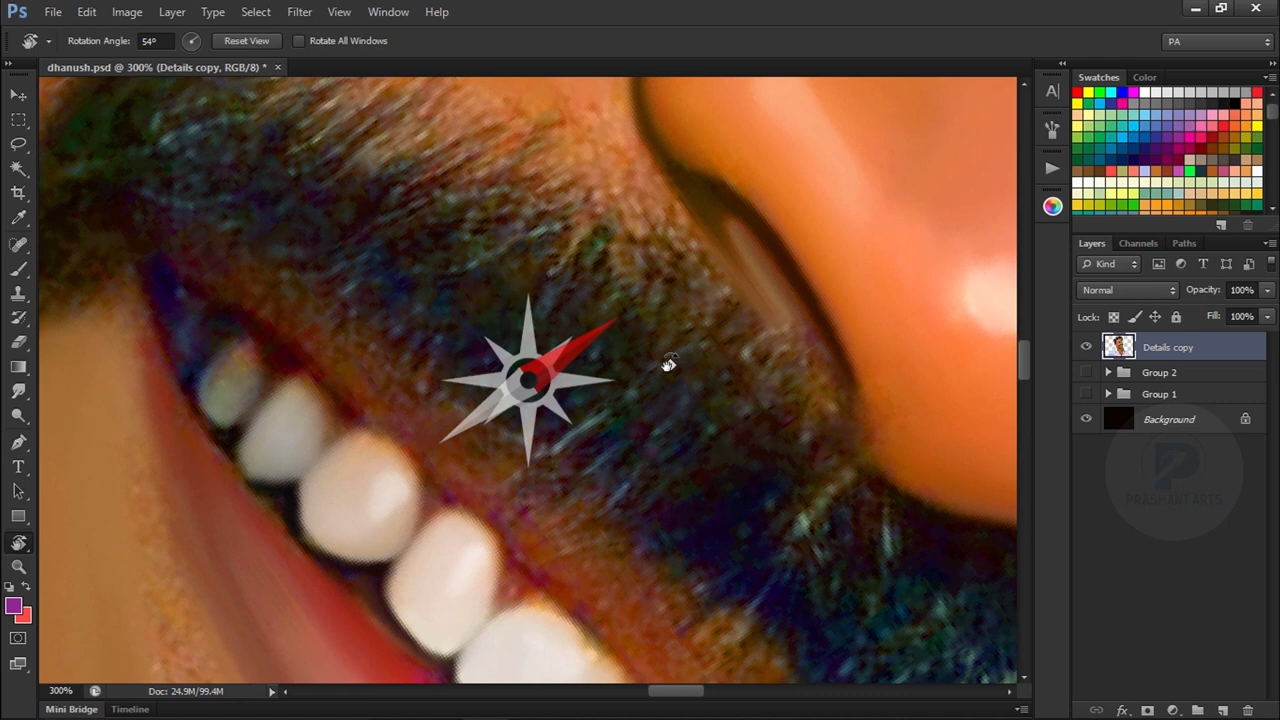 Ps File Edit Image Layer Type Select Filter View Window Help
Rotation Angle: 54° Reset View Rotate All Windows PA
dhanush.psd @ 300% (Details copy, RGB/8) * ×
Swatches Color
Layers Channels Paths
Kind
Normal Opacity: 100%
Lock: Fill: 100%
Details copy
Group 2
Group 1
Background
PRASHANT ARTS
300% Doc: 24.9M/99.4M
Mini Bridge Timeline